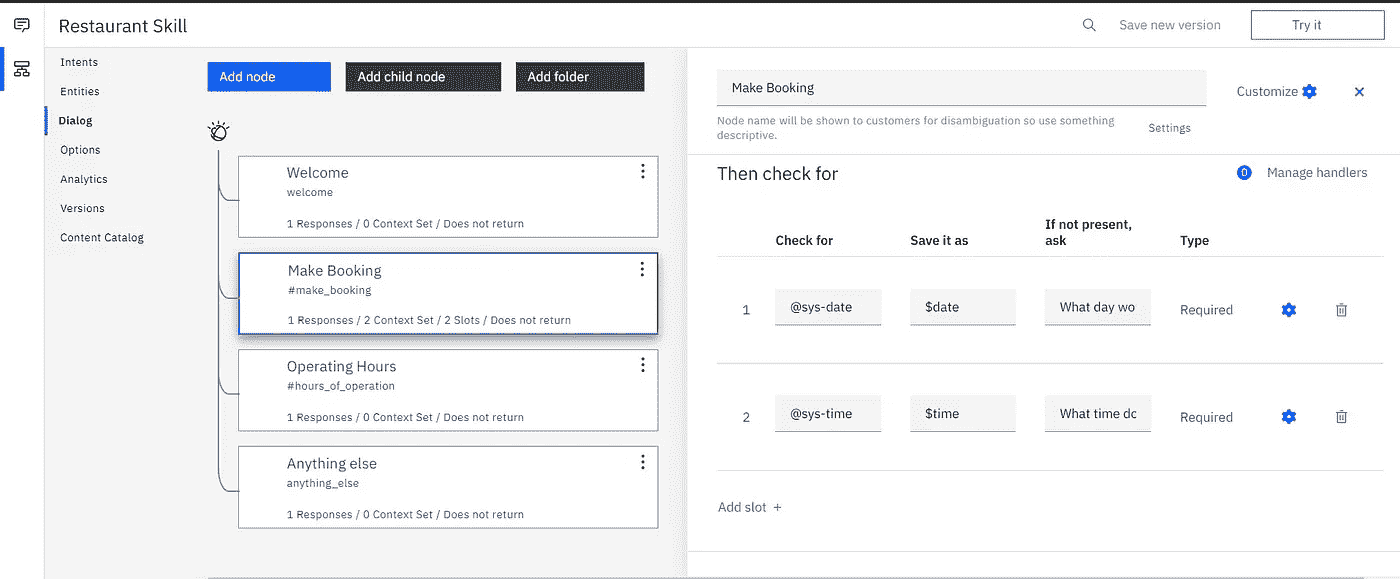 Restaurant Skill
Save new version
Try it
Intents
Entities
Dialog
Options
Analytics
Versions
Content Catalog
Add node
Add child node
Add folder
Welcome
welcome
1 Responses / 0 Context Set / Does not return
Make Booking
#make_booking
1 Responses / 2 Context Set / 2 Slots / Does not return
Operating Hours
#hours_of_operation
1 Responses / 0 Context Set / Does not return
Anything else
anything_else
1 Responses / 0 Context Set / Does not return
Make Booking
Customize
Node name will be shown to customers for disambiguation so use something
descriptive.
Settings
Then check for
0 Manage handlers
Check for
Save it as
If not present,
ask
Type
1 @sys-date $date What day wo Required
2 @sys-time $time What time dc Required
Add slot +